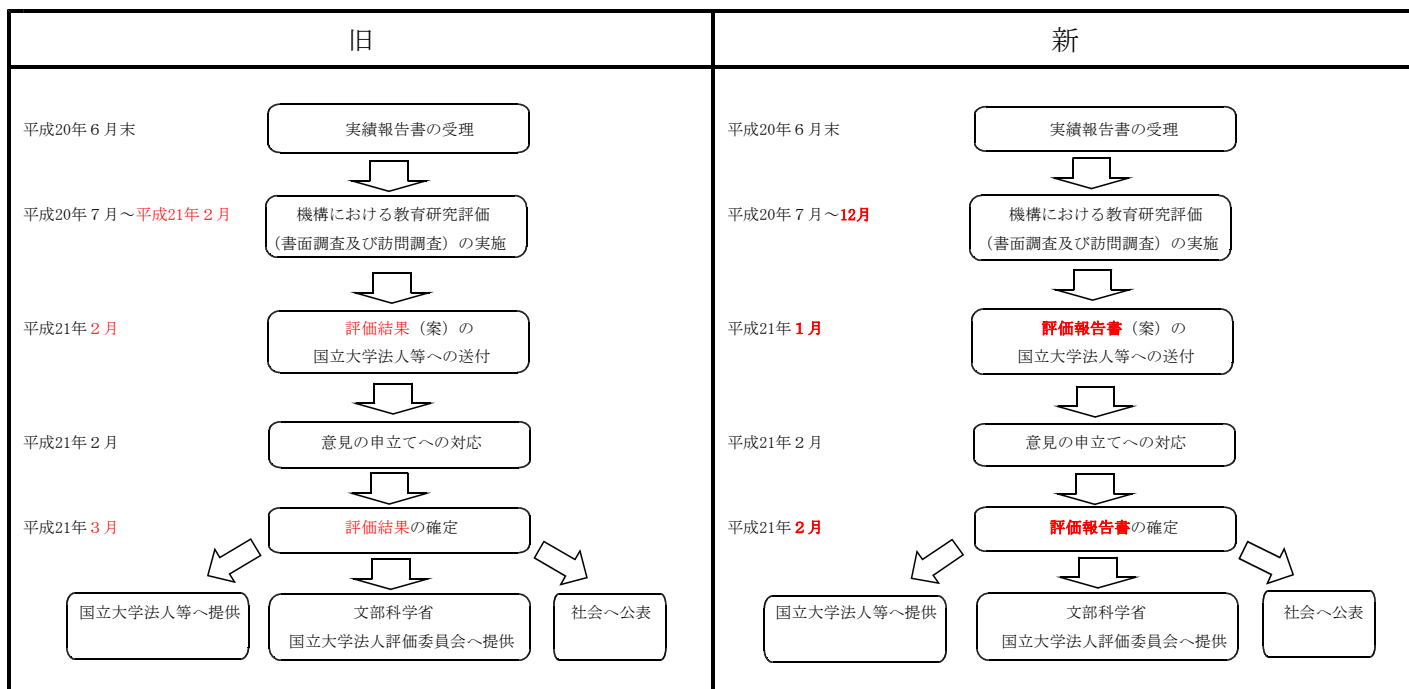 旧
平成20年６月末
実績報告書の受理
平成20年７月～平成21年２月
機構における教育研究評価
（書面調査及び訪問調査）の実施
平成21年２月
評価結果（案）の
国立大学法人等への送付
平成21年２月
意見の申立てへの対応
平成21年３月
評価結果の確定
国立大学法人等へ提供
文部科学省
国立大学法人評価委員会へ提供
社会へ公表
新
平成20年６月末
実績報告書の受理
平成20年７月～12月
機構における教育研究評価
（書面調査及び訪問調査）の実施
平成21年１月
評価報告書（案）の
国立大学法人等への送付
平成21年２月
意見の申立てへの対応
平成21年２月
評価報告書の確定
国立大学法人等へ提供
文部科学省
国立大学法人評価委員会へ提供
社会へ公表